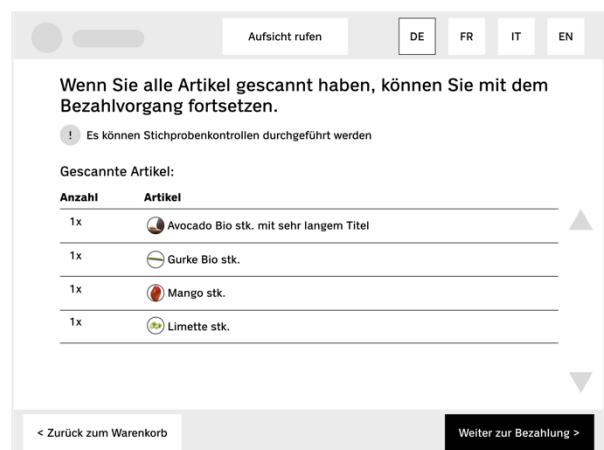 Aufsicht rufen DE FR IT EN
Wenn Sie alle Artikel gescannt haben, können Sie mit dem
Bezahlvorgang fortsetzen.
! Es können Stichprobenkontrollen durchgeführt werden
Gescannte Artikel:
Anzahl Artikel
1x Avocado Bio stk. mit sehr langem Titel
1x Gurke Bio stk.
1x Mango stk.
1x Limette stk.
< Zurück zum Warenkorb Weiter zur Bezahlung >